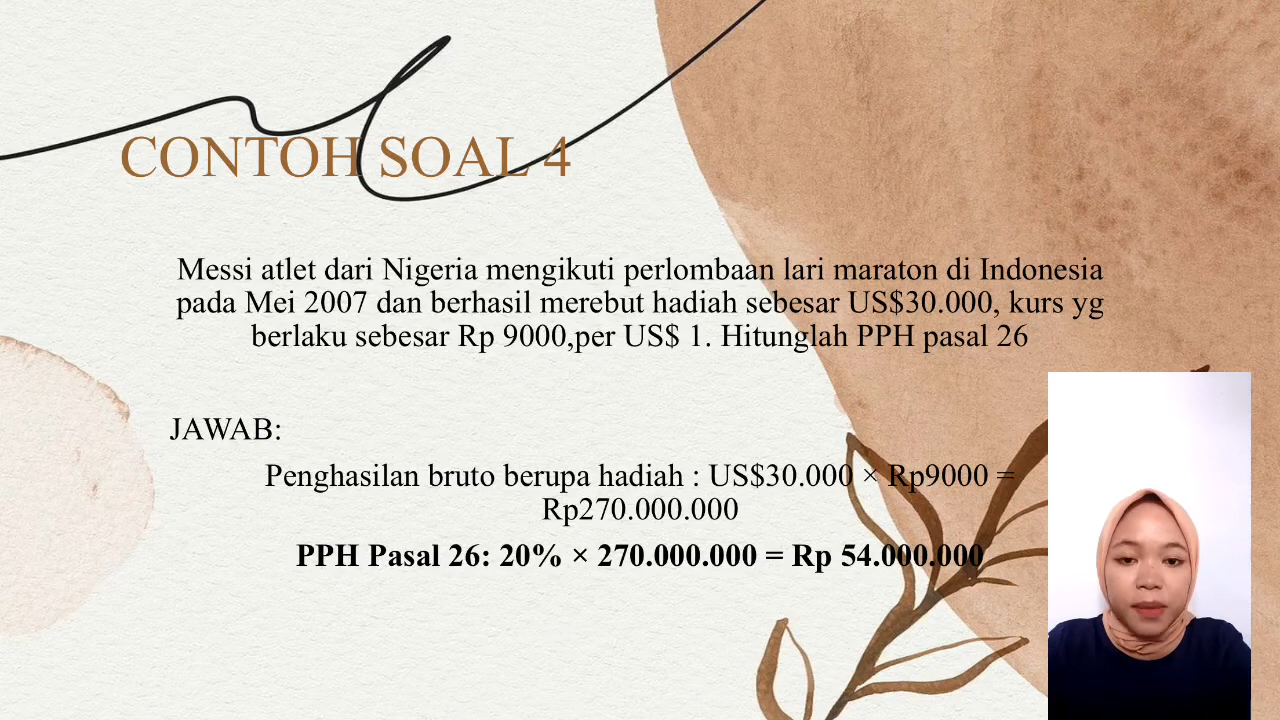 CONTOH SOAL 4
Messi atlet dari Nigeria mengikuti perlombaan lari maraton di Indonesia
pada Mei 2007 dan berhasil merebut hadiah sebesar US$30.000, kurs yg
berlaku sebesar Rp 9000,per US$ 1. Hitunglah PPH pasal 26
JAWAB:
Penghasilan bruto berupa hadiah : US$30.000 × Rp9000 =
Rp270.000.000
PPH Pasal 26: 20% × 270.000.000 = Rp 54.000.000